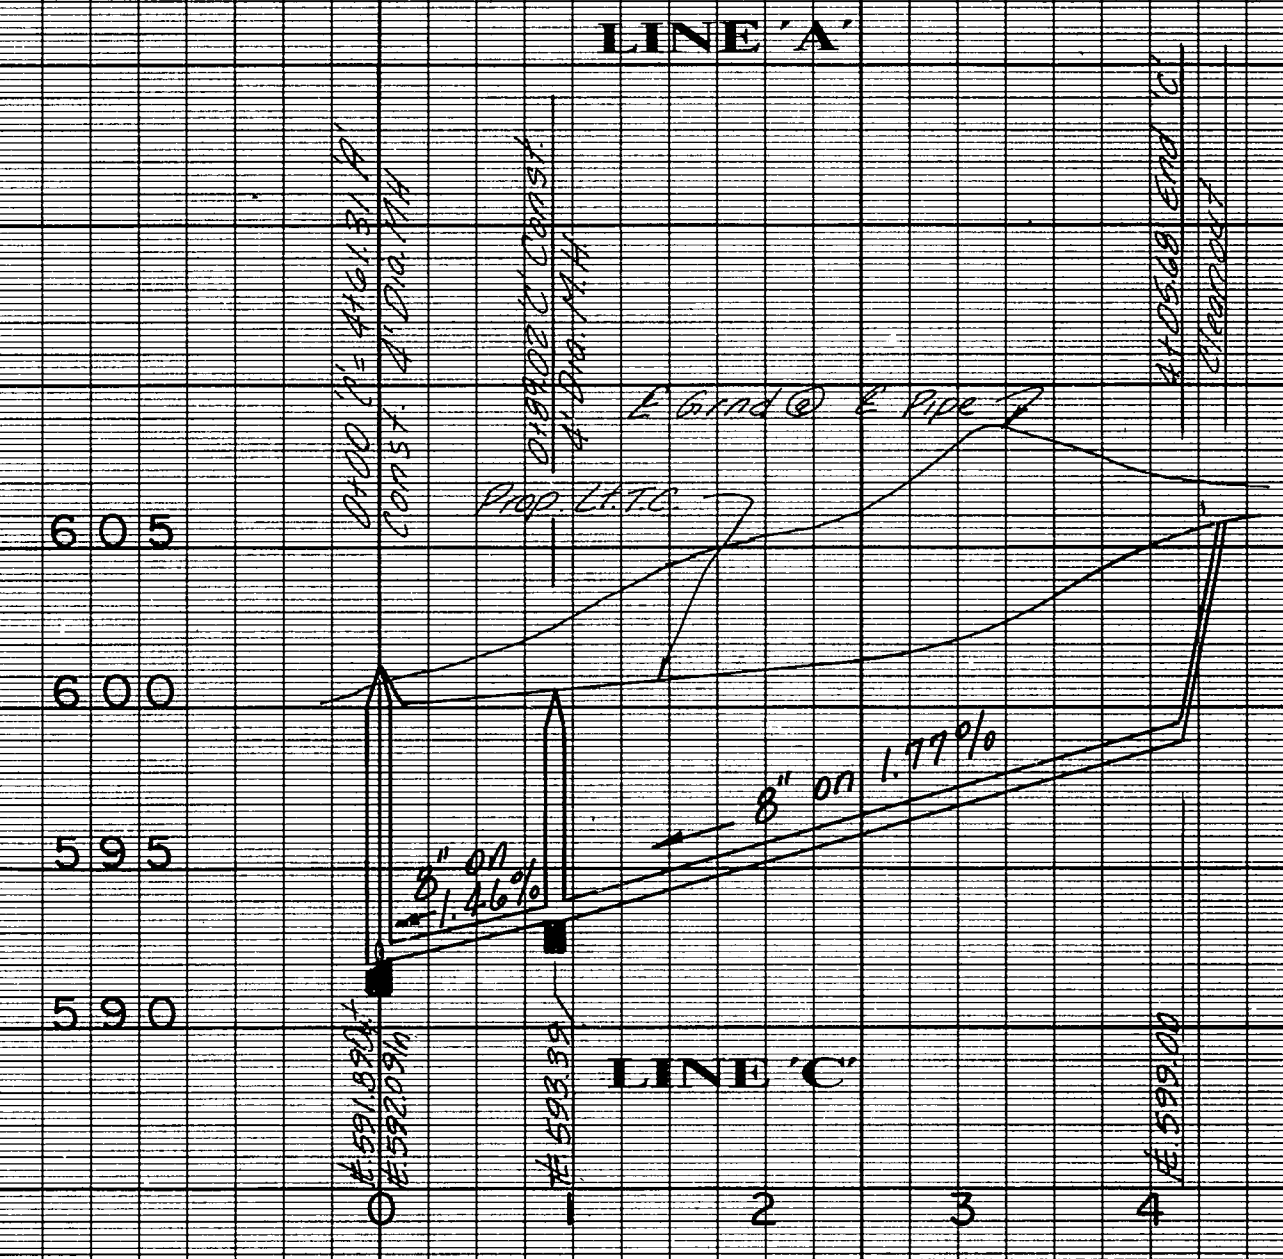 LINE 'A'
0+00 'C' = 4+61.31 'A'
Const. 4' Dia. MH
0+89.02 'C' Const.
4' Dia. M.H.
4+05.68 End 'C'
Cleanout
E Grnd @ ℄ Pipe
Prop. Lt. T.C.
605
600
595
590
8" on
1.46%
8" on 1.77%
℄ 591.89 Out
℄ 592.09 In
℄ 593.39
℄ 599.00
LINE 'C'
0 1 2 3 4